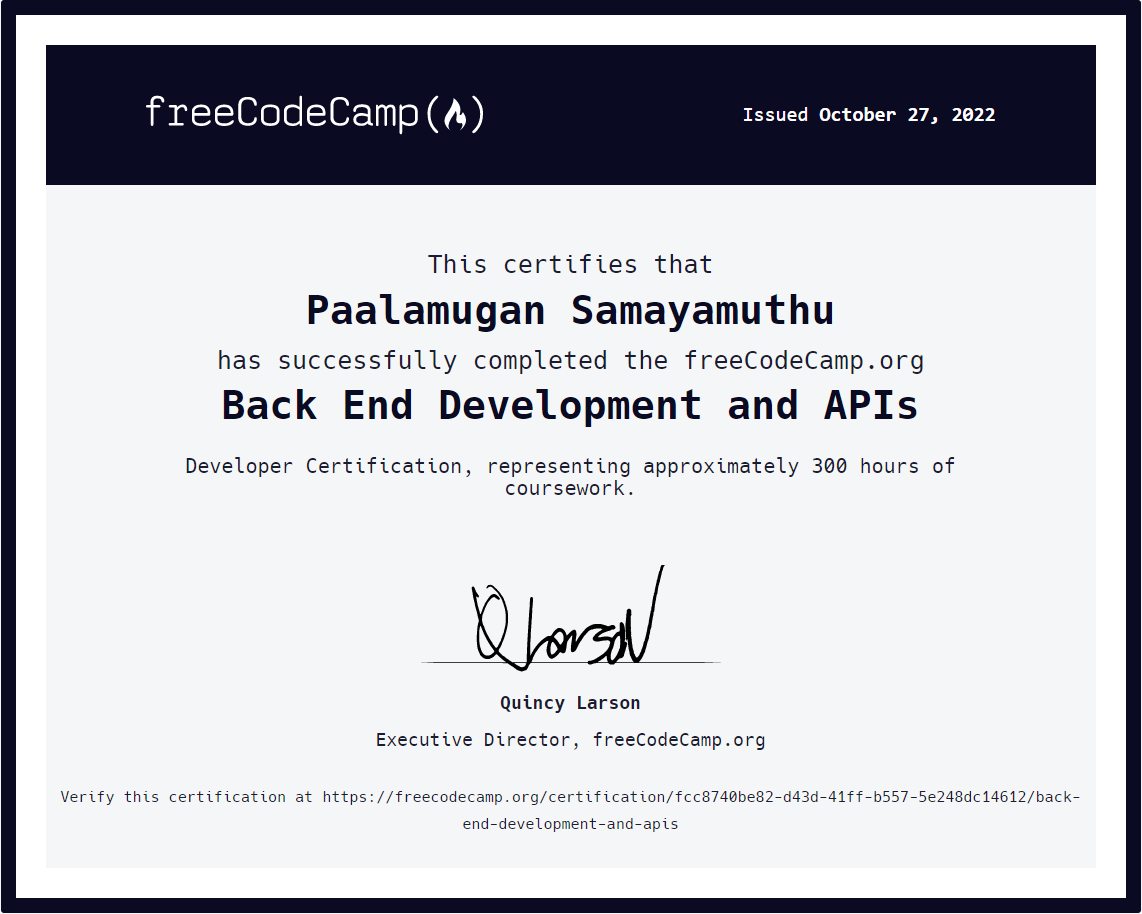 freeCodeCamp
Issued October 27, 2022
This certifies that
Paalamugan Samayamuthu
has successfully completed the freeCodeCamp.org
Back End Development and APIs
Developer Certification, representing approximately 300 hours of
coursework.
Q Larson
Quincy Larson
Executive Director, freeCodeCamp.org
Verify this certification at https://freecodecamp.org/certification/fcc8740be82-d43d-41ff-b557-5e248dc14612/back-
end-development-and-apis